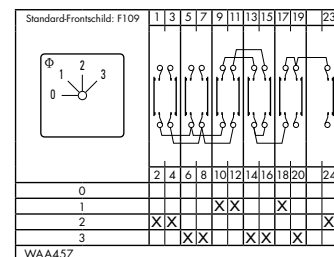 Standard-Frontschild: F109 1 3 5 7 9 11 13 15 17 19 23
Φ
1 2 3
0
2 4 6 8 10 12 14 16 18 20 24
0
1 X X X
2 X X X
3 X X X X X
WAA457